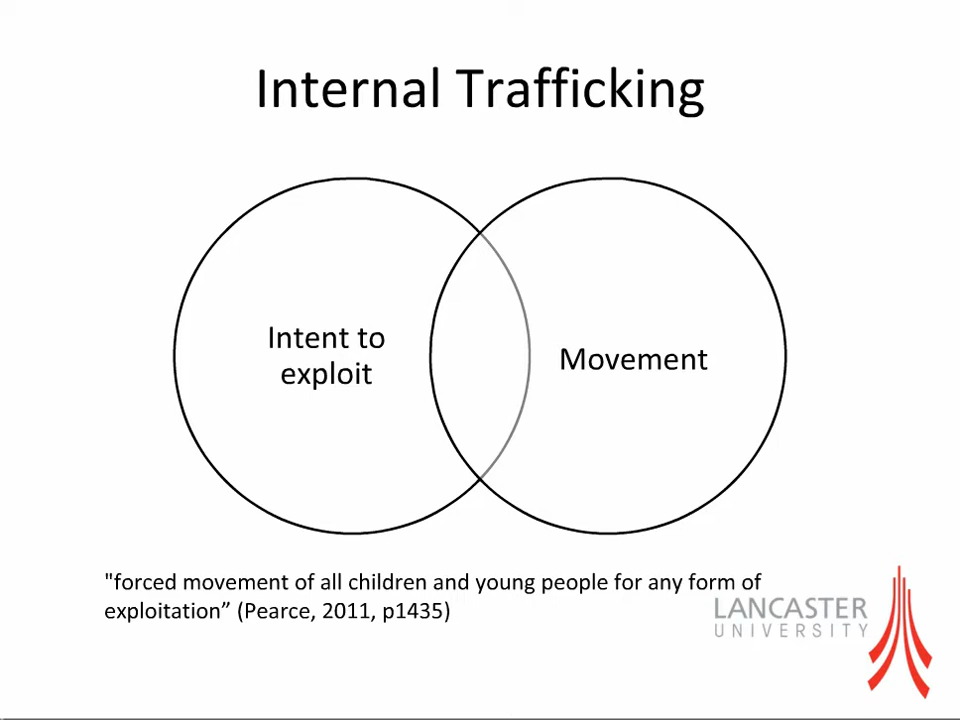 Internal Trafficking
Intent to
exploit
Movement
"forced movement of all children and young people for any form of
exploitation” (Pearce, 2011, p1435)
LANCASTER
UNIVERSITY